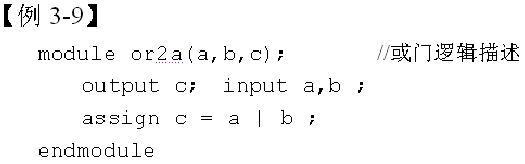 【例 3-9】
module or2a(a,b,c); //或门逻辑描述
output c; input a,b ;
assign c = a | b ;
endmodule